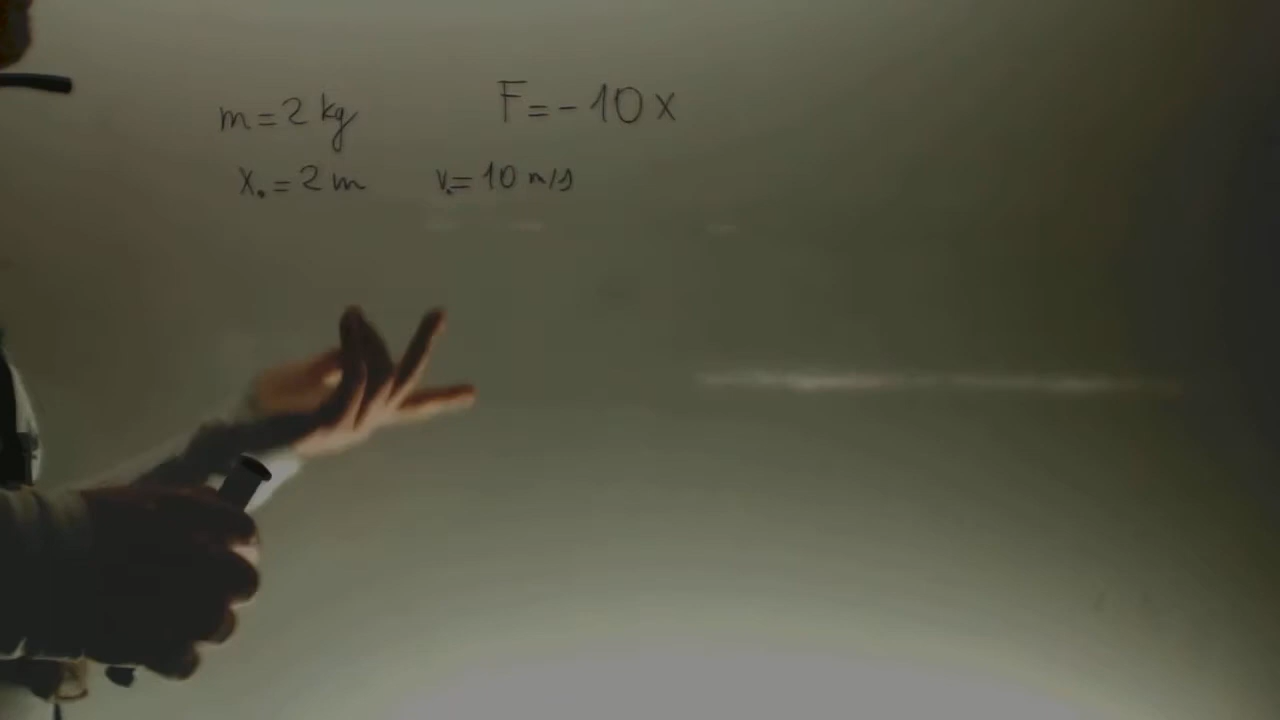 m = 2 kg F = - 10 x
x₀ = 2 m v₀ = 10 m/s